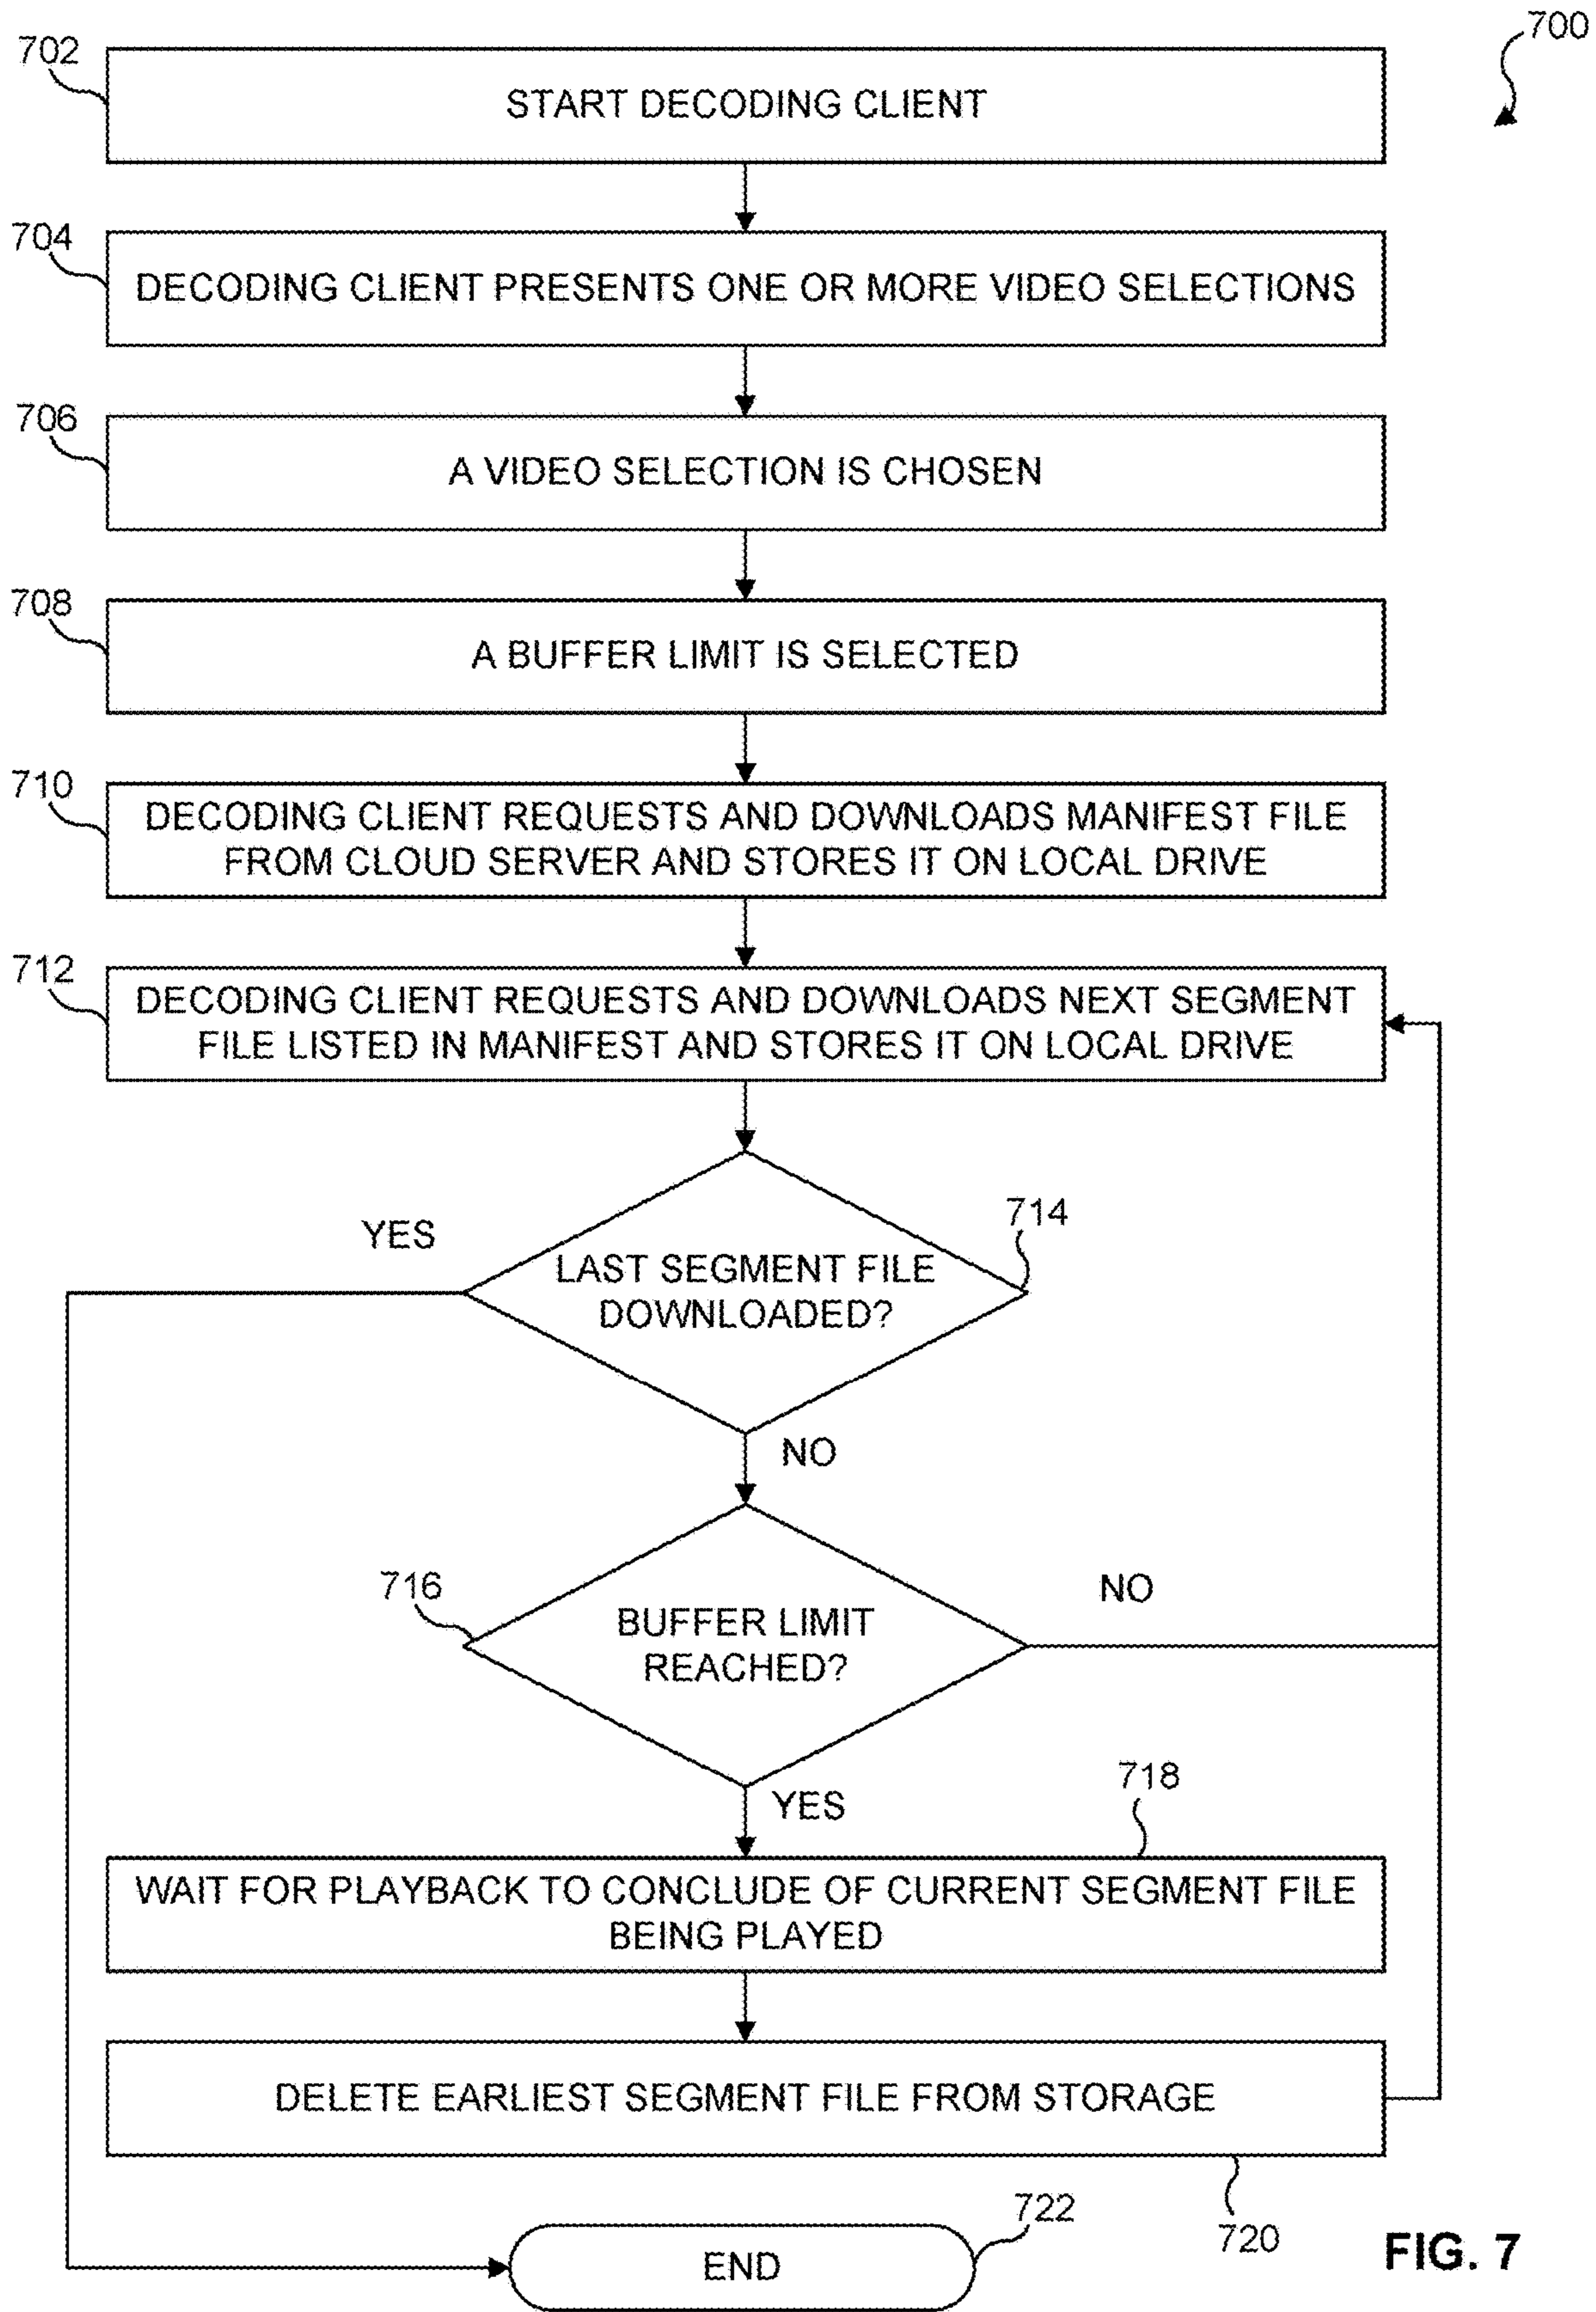 700
702
START DECODING CLIENT
704
DECODING CLIENT PRESENTS ONE OR MORE VIDEO SELECTIONS
706
A VIDEO SELECTION IS CHOSEN
708
A BUFFER LIMIT IS SELECTED
710
DECODING CLIENT REQUESTS AND DOWNLOADS MANIFEST FILE
FROM CLOUD SERVER AND STORES IT ON LOCAL DRIVE
712
DECODING CLIENT REQUESTS AND DOWNLOADS NEXT SEGMENT
FILE LISTED IN MANIFEST AND STORES IT ON LOCAL DRIVE
714
YES
LAST SEGMENT FILE
DOWNLOADED?
NO
716
NO
BUFFER LIMIT
REACHED?
718
YES
WAIT FOR PLAYBACK TO CONCLUDE OF CURRENT SEGMENT FILE
BEING PLAYED
DELETE EARLIEST SEGMENT FILE FROM STORAGE
720
722
END
FIG. 7